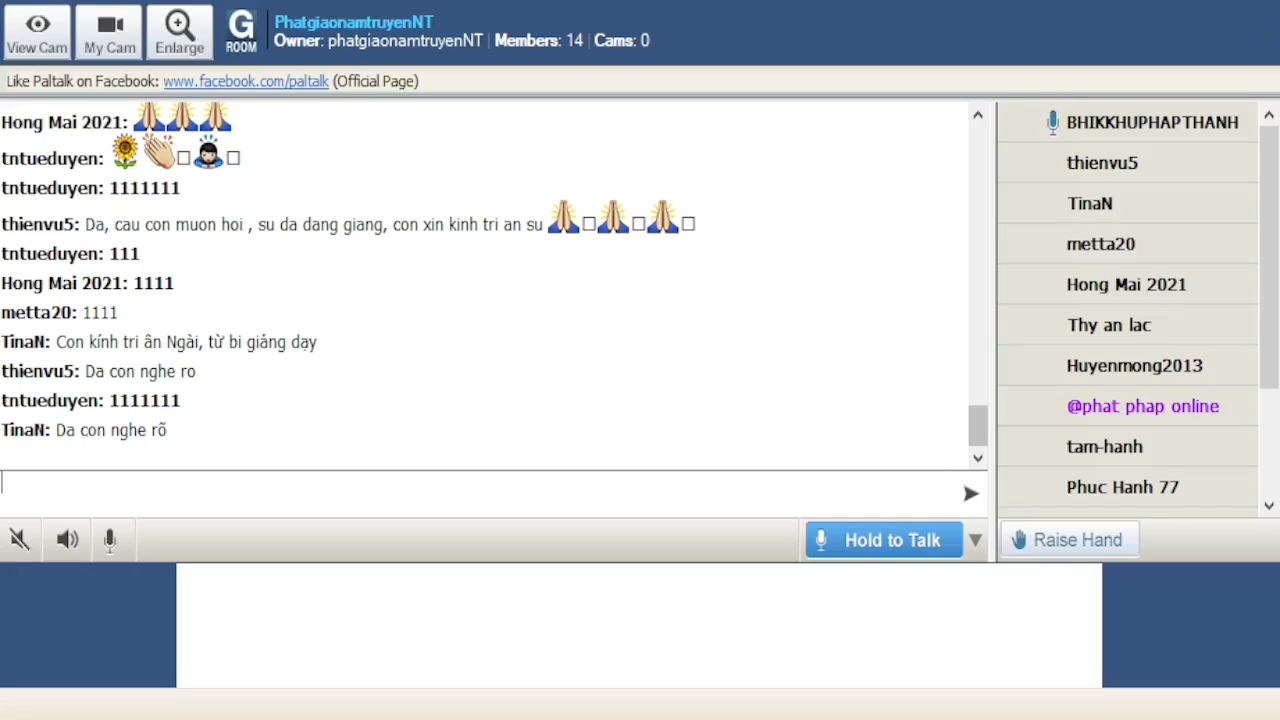 View Cam
My Cam
Enlarge
G
ROOM
PhatgiaonamtruyenNT
Owner: phatgiaonamtruyenNT | Members: 14 | Cams: 0
Like Paltalk on Facebook: www.facebook.com/paltalk (Official Page)
Hong Mai 2021:
tntueduyen:
tntueduyen: 1111111
thienvu5: Da, cau con muon hoi , su da dang giang, con xin kinh tri an su
tntueduyen: 111
Hong Mai 2021: 1111
metta20: 1111
TinaN: Con kính tri ân Ngài, từ bi giảng dạy
thienvu5: Da con nghe ro
tntueduyen: 1111111
TinaN: Da con nghe rõ
Hold to Talk
BHIKKHUPHAPTHANH
thienvu5
TinaN
metta20
Hong Mai 2021
Thy an lac
Huyenmong2013
@phat phap online
tam-hanh
Phuc Hanh 77
Raise Hand